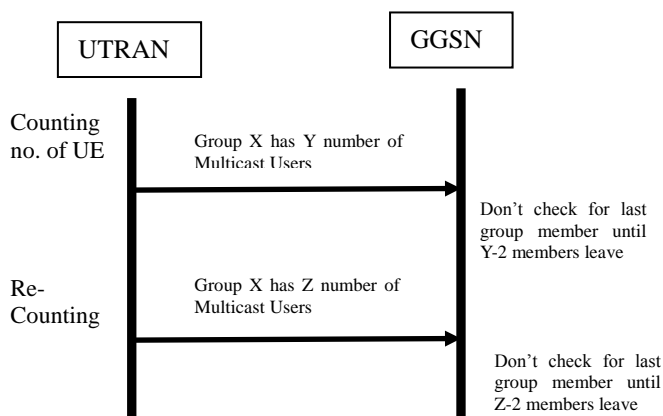 UTRAN
GGSN
Counting
no. of UE
Group X has Y number of
Multicast Users
Don't check for last
group member until
Y-2 members leave
Re-
Counting
Group X has Z number of
Multicast Users
Don't check for last
group member until
Z-2 members leave